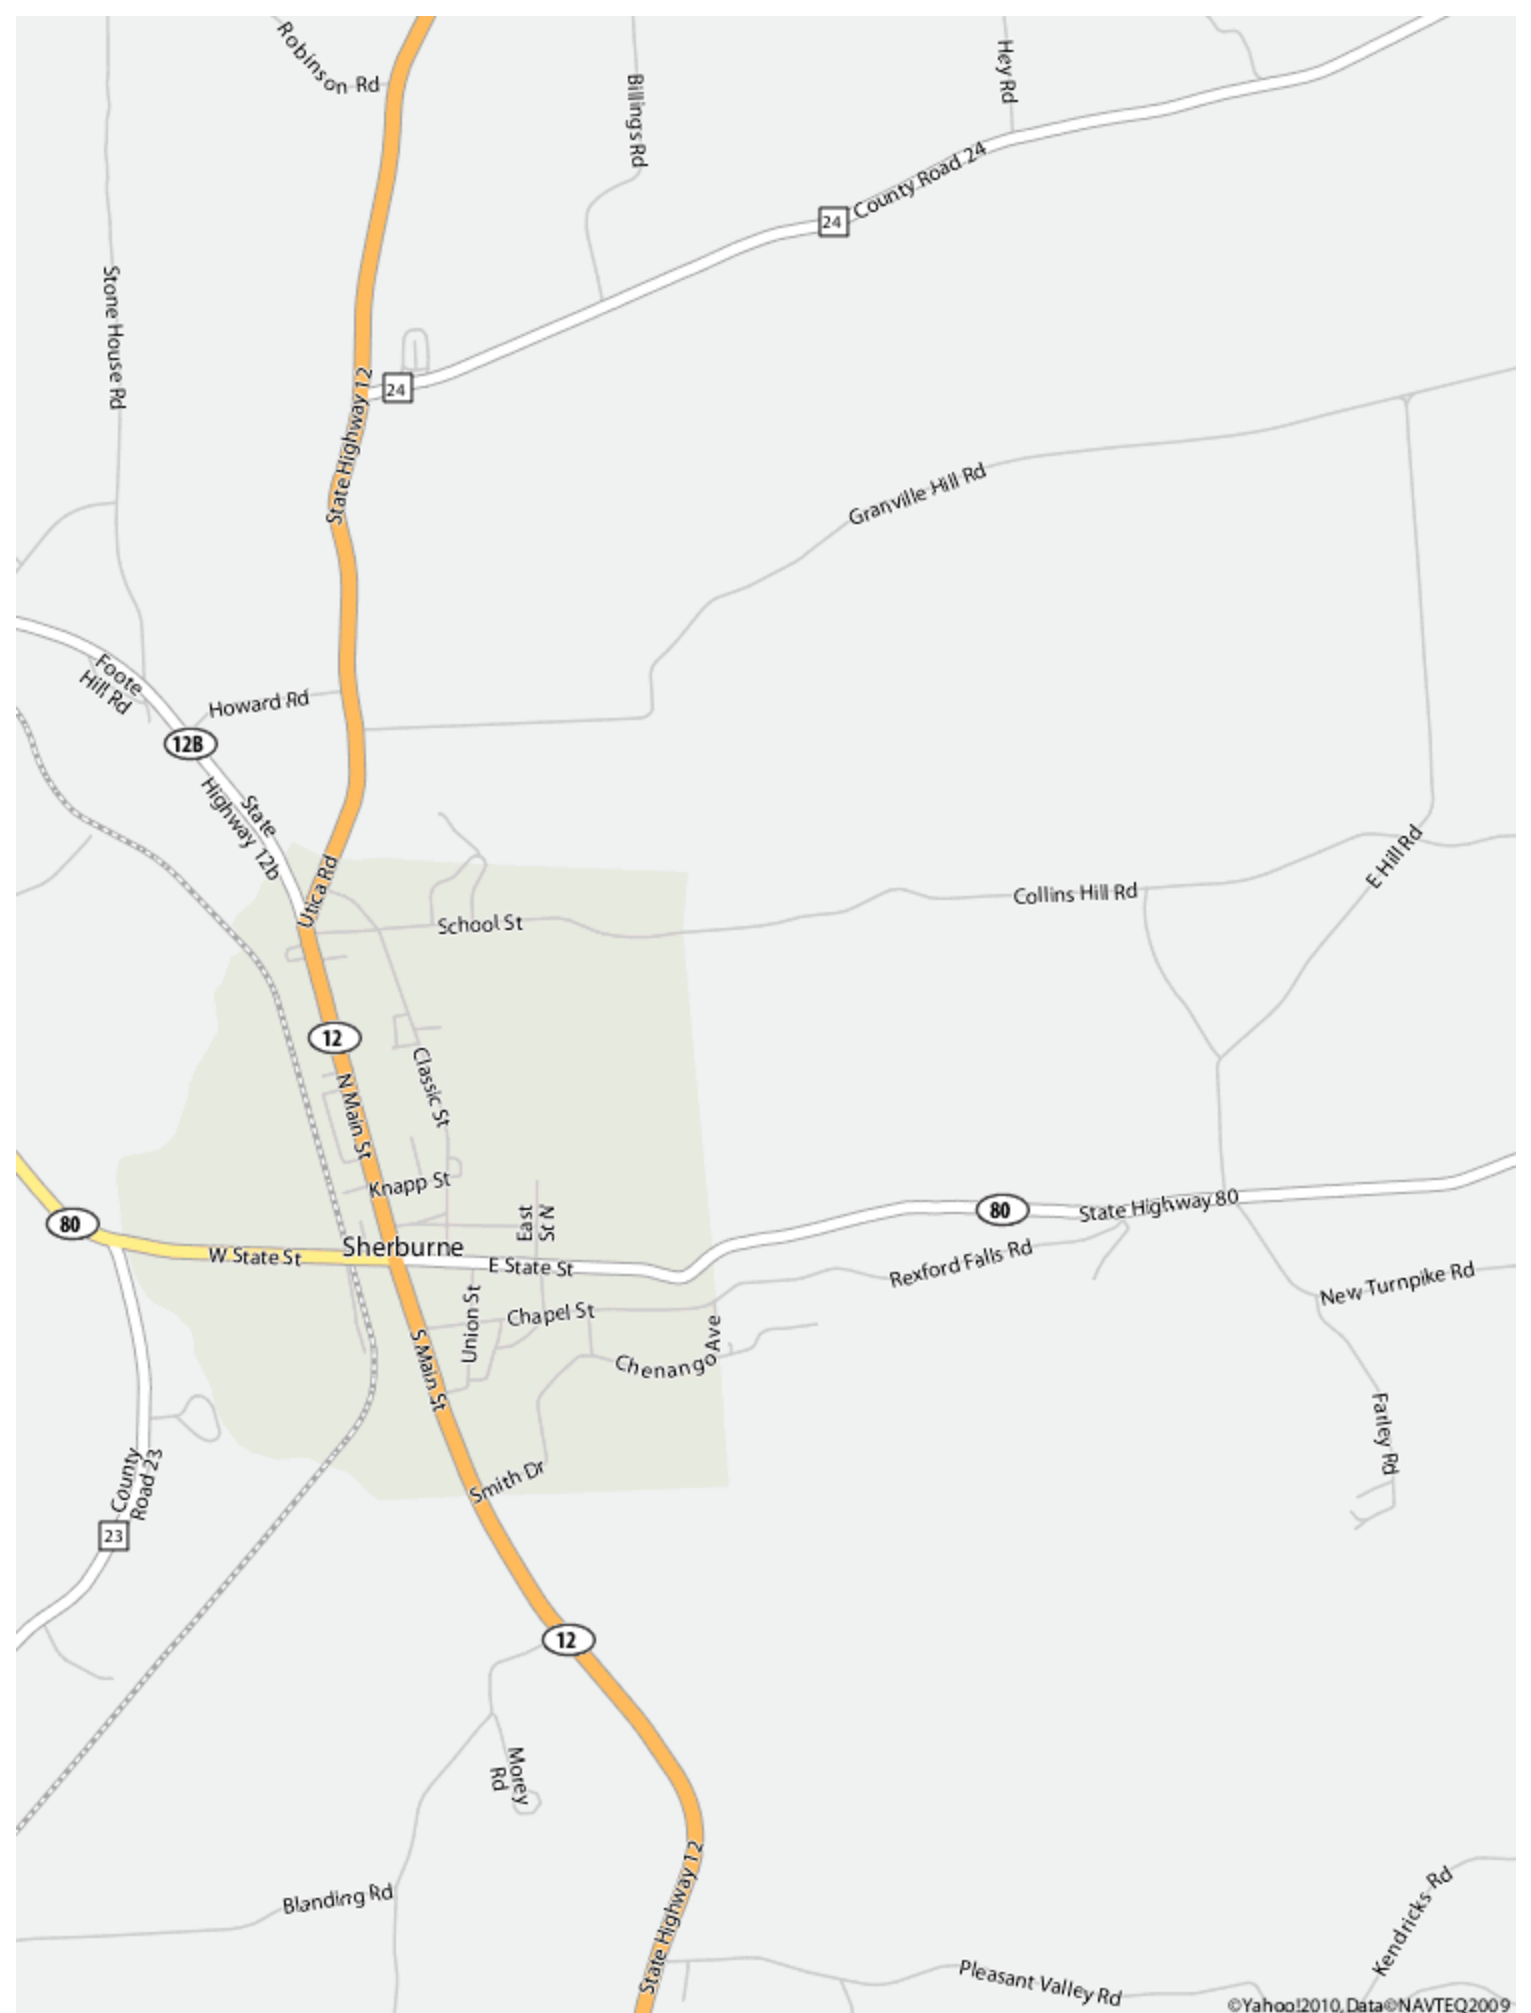 Robinson Rd
Billings Rd
Hey Rd
County Road 24
24
Stone House Rd
24
State Highway 12
Granville Hill Rd
Foote
Hill Rd
Howard Rd
12B
State
Highway 12b
Utica Rd
E Hill Rd
Collins Hill Rd
School St
12
Classic St
N Main St
Knapp St
East
St N
80
80
State Highway 80
W State St
Sherburne
E State St
Rexford Falls Rd
New Turnpike Rd
Union St
Chapel St
Chenango Ave
S Main St
Farley Rd
County
Road 23
Smith Dr
23
12
Morey
Rd
State Highway 12
Blanding Rd
Kendricks Rd
Pleasant Valley Rd
©Yahoo!2010, Data©NAVTEQ2009